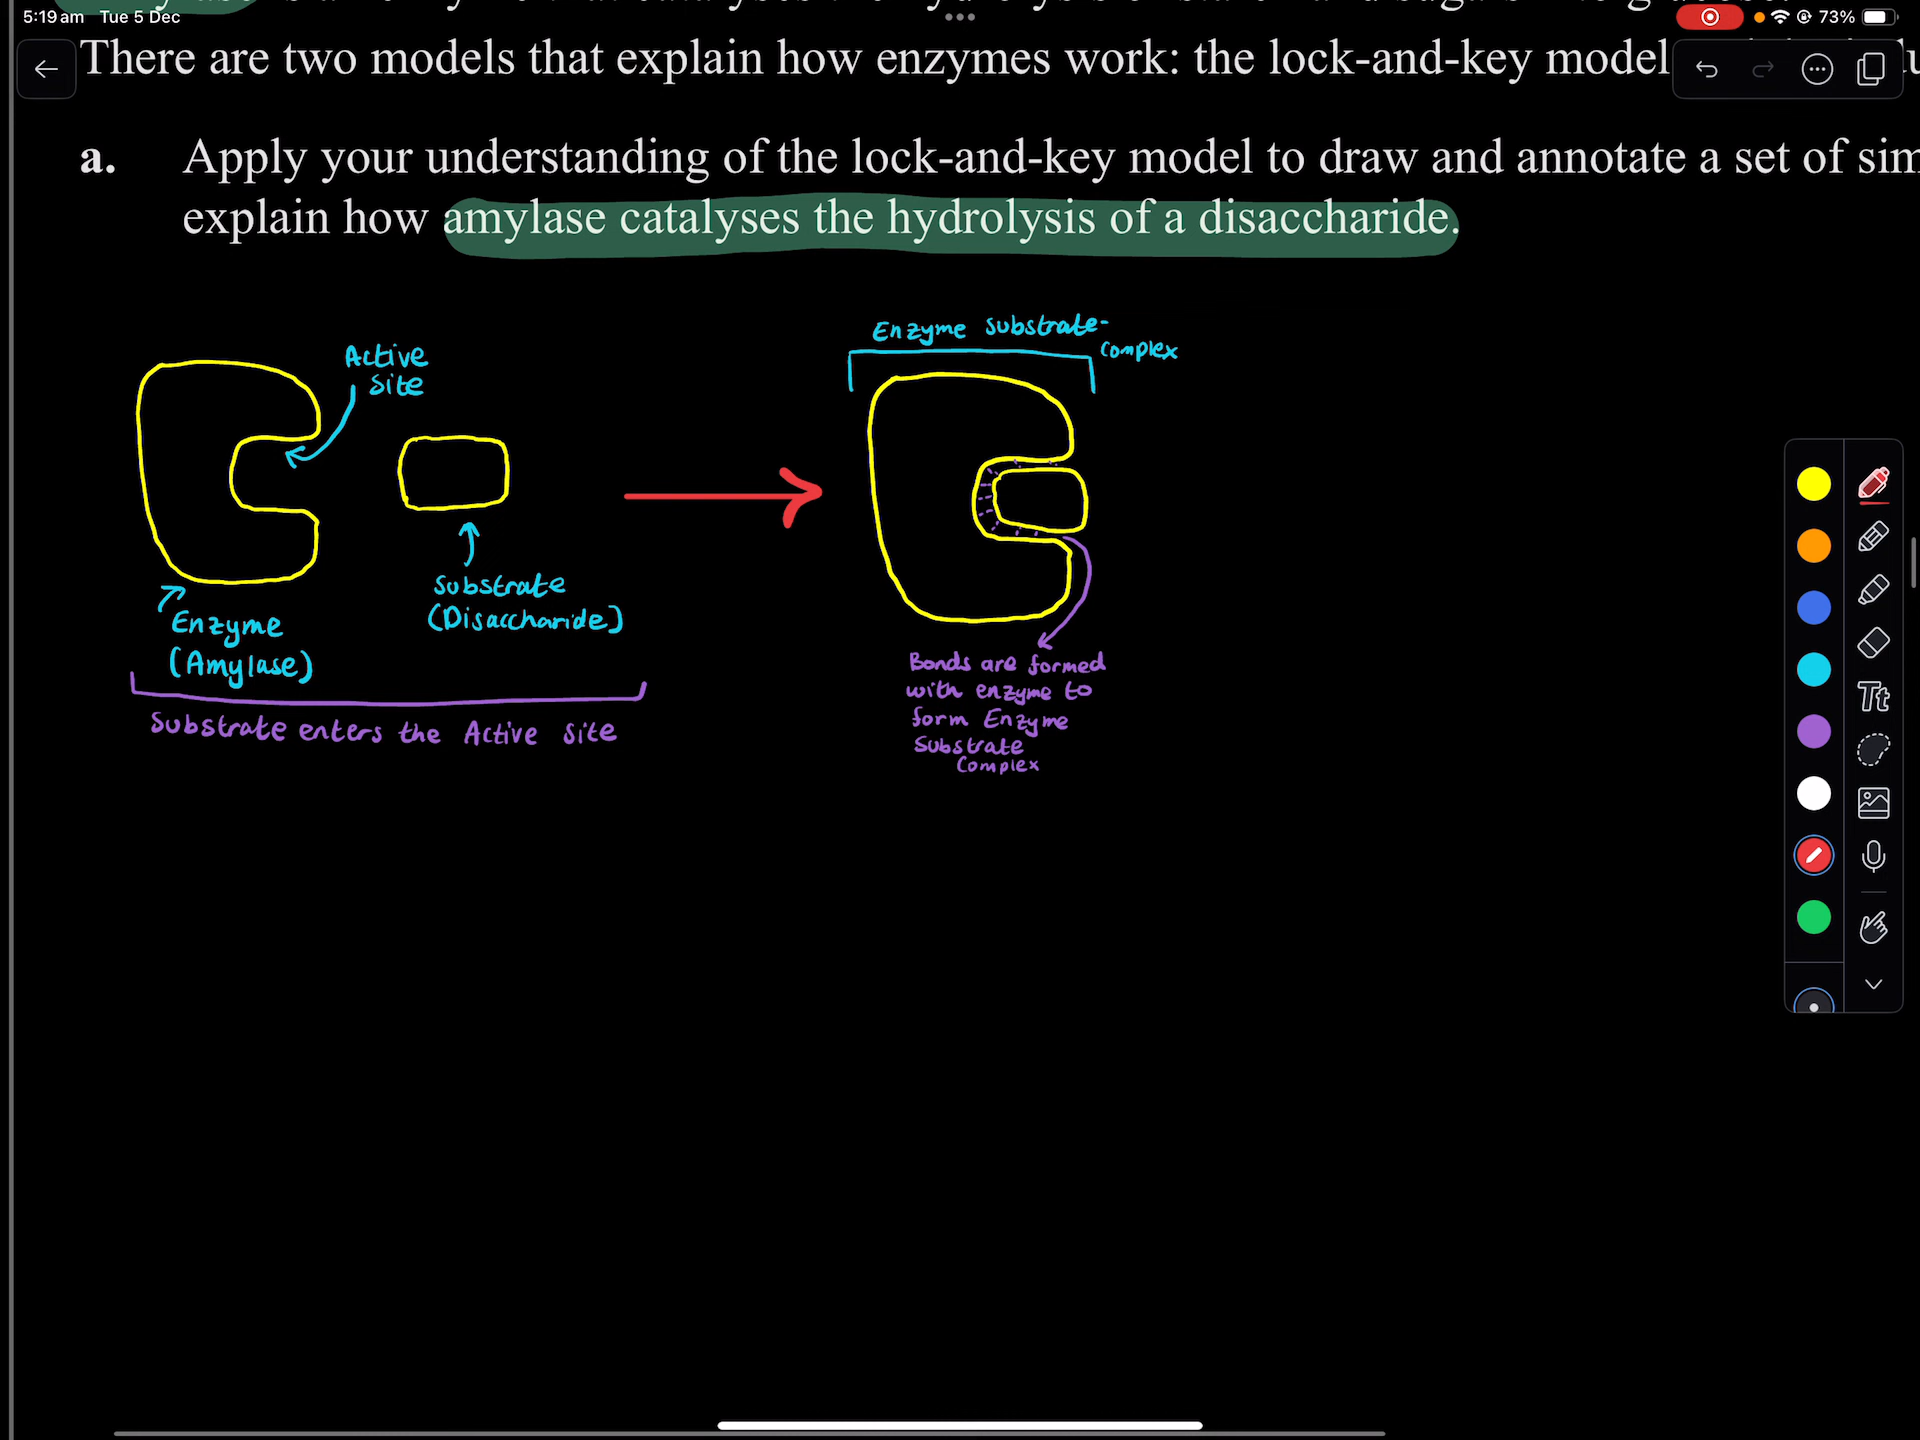 5:19 am Tue 5 Dec
73%
There are two models that explain how enzymes work: the lock-and-key model
a. Apply your understanding of the lock-and-key model to draw and annotate a set of sim
explain how amylase catalyses the hydrolysis of a disaccharide.
Active
Site
Enzyme substrate-
Complex
Substrate
(Disaccharide)
Enzyme
(Amylase)
Substrate enters the Active Site
Bonds are formed
with enzyme to
form Enzyme
Substrate
Complex
Tt